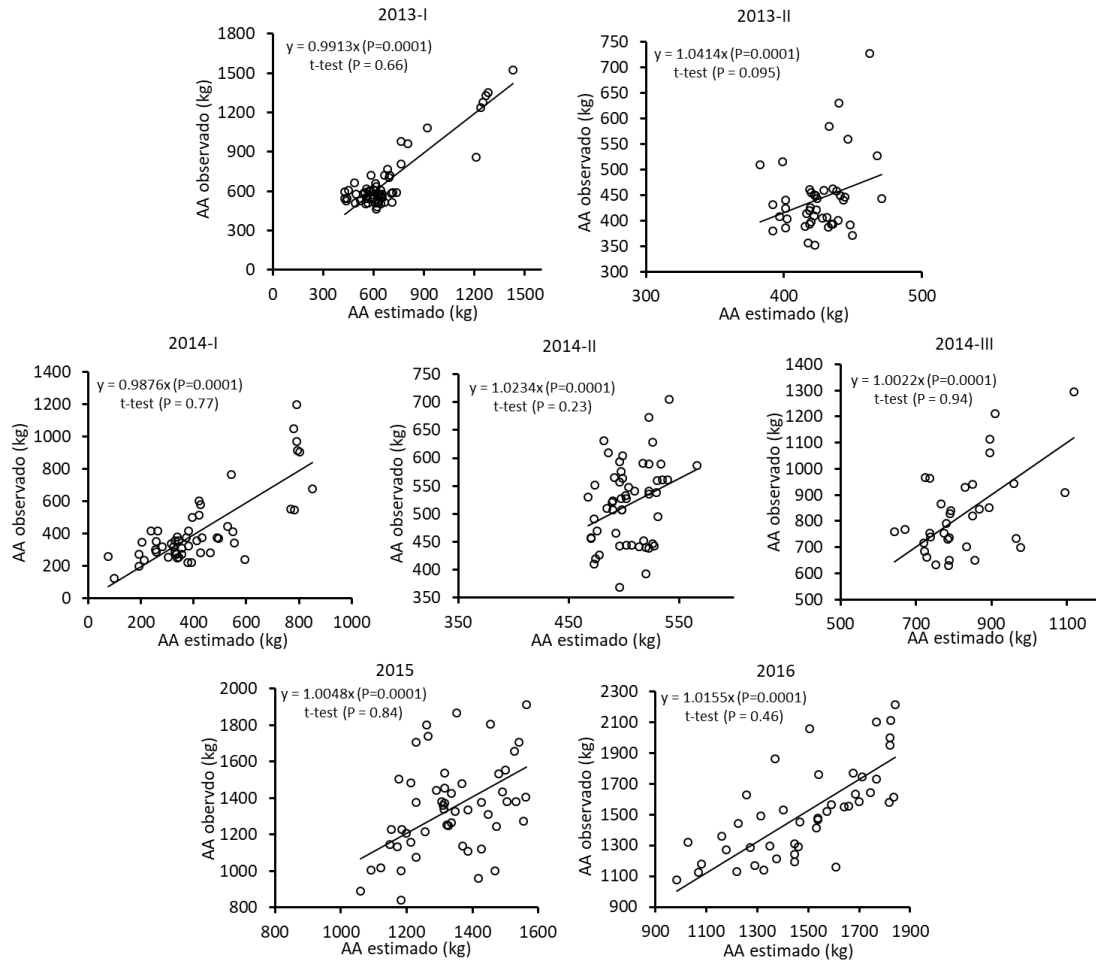 2013-I
y = 0.9913x (P=0.0001)
t-test (P = 0.66)
AA observado (kg)
1800
1500
1200
900
600
300
0
0 300 600 900 1200 1500
AA estimado (kg)
2013-II
y = 1.0414x (P=0.0001)
t-test (P = 0.095)
AA observado (kg)
750
700
650
600
550
500
450
400
350
300
300 400 500
AA estimado (kg)
2014-I
y = 0.9876x (P=0.0001)
t-test (P = 0.77)
AA observado (kg)
1400
1200
1000
800
600
400
200
0
0 200 400 600 800 1000
AA estimado (kg)
2014-II
y = 1.0234x (P=0.0001)
t-test (P = 0.23)
AA observado (kg)
750
700
650
600
550
500
450
400
350
350 450 550
AA estimado (kg)
2014-III
y = 1.0022x (P=0.0001)
t-test (P = 0.94)
AA observado (kg)
1400
1300
1200
1100
1000
900
800
700
600
500
500 700 900 1100
AA estimado (kg)
2015
y = 1.0048x (P=0.0001)
t-test (P = 0.84)
AA obervdo (kg)
2000
1800
1600
1400
1200
1000
800
800 1000 1200 1400 1600
AA estimado (kg)
2016
y = 1.0155x (P=0.0001)
t-test (P = 0.46)
AA observado (kg)
2300
2100
1900
1700
1500
1300
1100
900
900 1100 1300 1500 1700 1900
AA estimado (kg)